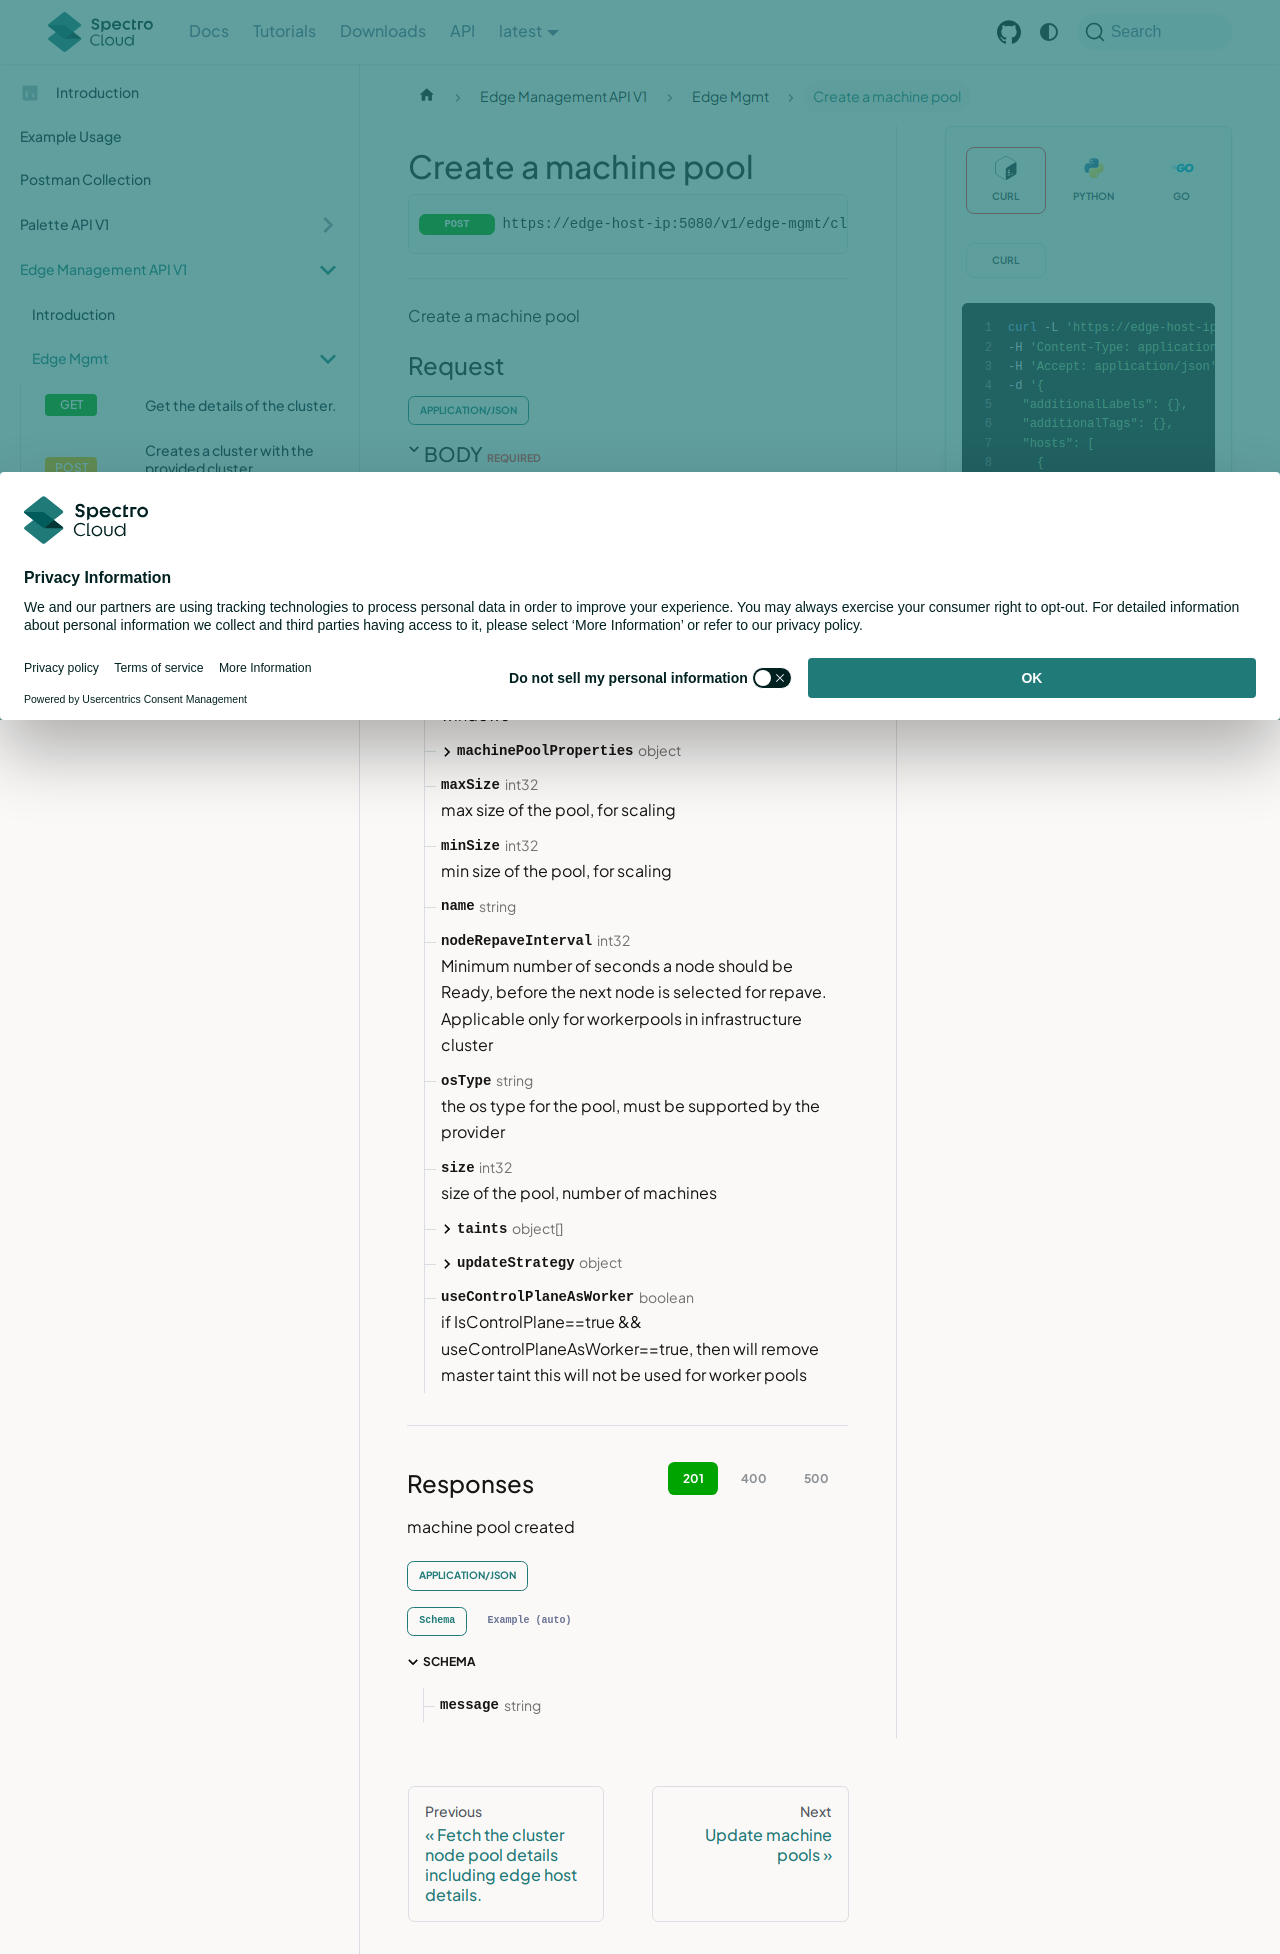 Spectro Cloud
Docs
Tutorials
Downloads
API
latest
Search
Introduction
Example Usage
Postman Collection
Palette API V1
Edge Management API V1
Introduction
Edge Mgmt
GET
Get the details of the cluster.
POST
Creates a cluster with the
provided cluster
Edge Management API V1
Edge Mgmt
Create a machine pool
Create a machine pool
POST
https://edge-host-ip:5080/v1/edge-mgmt/cl
Create a machine pool
Request
APPLICATION/JSON
BODY REQUIRED
CURL
PYTHON
GO
CURL
1 curl -L 'https://edge-host-ip
2 -H 'Content-Type: application
3 -H 'Accept: application/json'
4 -d '{
5 "additionalLabels": {},
6 "additionalTags": {},
7 "hosts": [
8 {
Spectro
Cloud
Privacy Information
We and our partners are using tracking technologies to process personal data in order to improve your experience. You may always exercise your consumer right to opt-out. For detailed information
about personal information we collect and third parties having access to it, please select ‘More Information’ or refer to our privacy policy.
Privacy policy
Terms of service
More Information
Powered by Usercentrics Consent Management
Do not sell my personal information
OK
machinePoolProperties object
maxSize int32
max size of the pool, for scaling
minSize int32
min size of the pool, for scaling
name string
nodeRepaveInterval int32
Minimum number of seconds a node should be
Ready, before the next node is selected for repave.
Applicable only for workerpools in infrastructure
cluster
osType string
the os type for the pool, must be supported by the
provider
size int32
size of the pool, number of machines
taints object[]
updateStrategy object
useControlPlaneAsWorker boolean
if IsControlPlane==true &&
useControlPlaneAsWorker==true, then will remove
master taint this will not be used for worker pools
Responses
201
400
500
machine pool created
APPLICATION/JSON
Schema
Example (auto)
SCHEMA
message string
Previous
« Fetch the cluster
node pool details
including edge host
details.
Next
Update machine
pools »